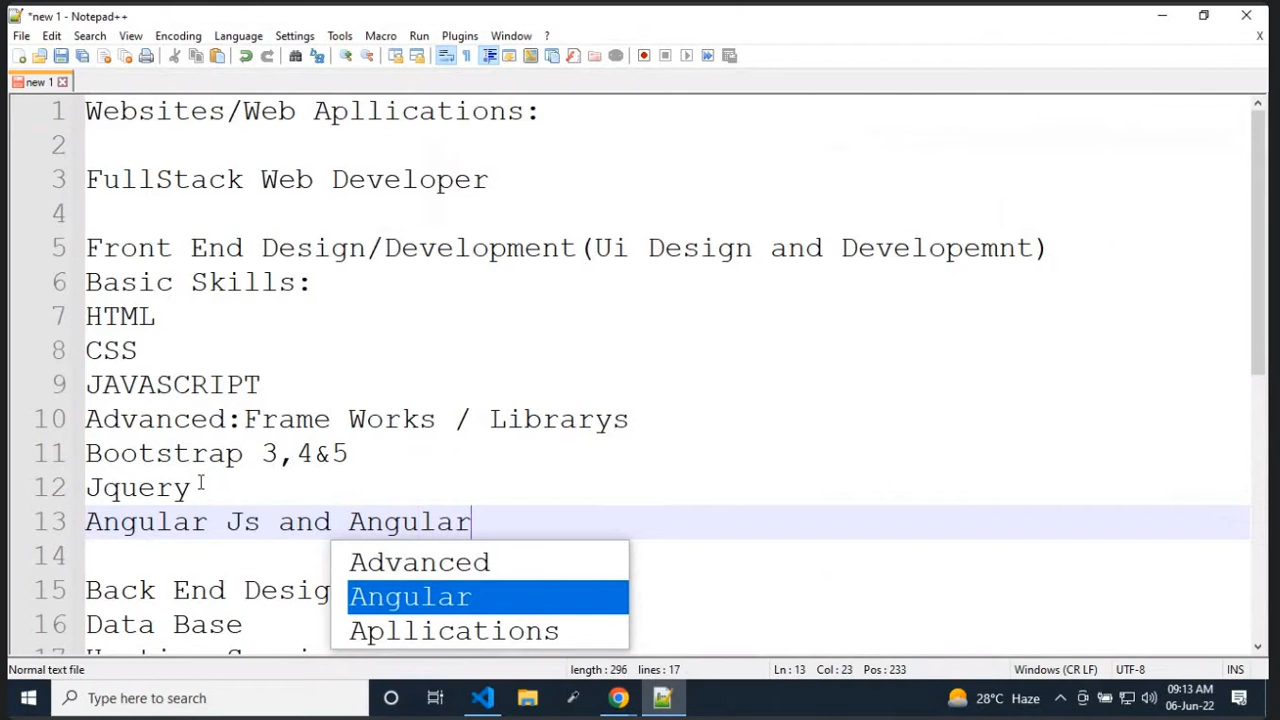 *new 1 - Notepad++
File Edit Search View Encoding Language Settings Tools Macro Run Plugins Window ? X
new 1
1 Websites/Web Apllications:
2
3 FullStack Web Developer
4
5 Front End Design/Development(Ui Design and Developemnt)
6 Basic Skills:
7 HTML
8 CSS
9 JAVASCRIPT
10 Advanced:Frame Works / Librarys
11 Bootstrap 3,4&5
12 Jquery
13 Angular Js and Angular
14
Advanced
15 Back End Desig
Angular
16 Data Base
Apllications
Normal text file length : 296 lines : 17 Ln : 13 Col : 23 Pos : 233 Windows (CR LF) UTF-8 INS
Type here to search 28°C Haze 09:13 AM
06-Jun-22